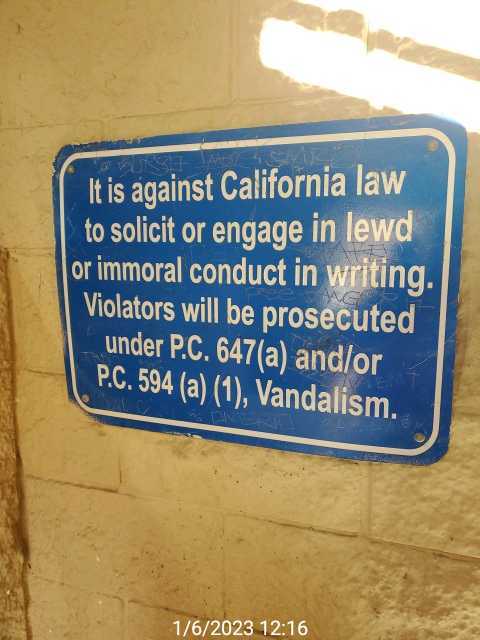 It is against California law
to solicit or engage in lewd
or immoral conduct in writing.
Violators will be prosecuted
under P.C. 647(a) and/or
P.C. 594 (a) (1), Vandalism.
1/6/2023 12:16